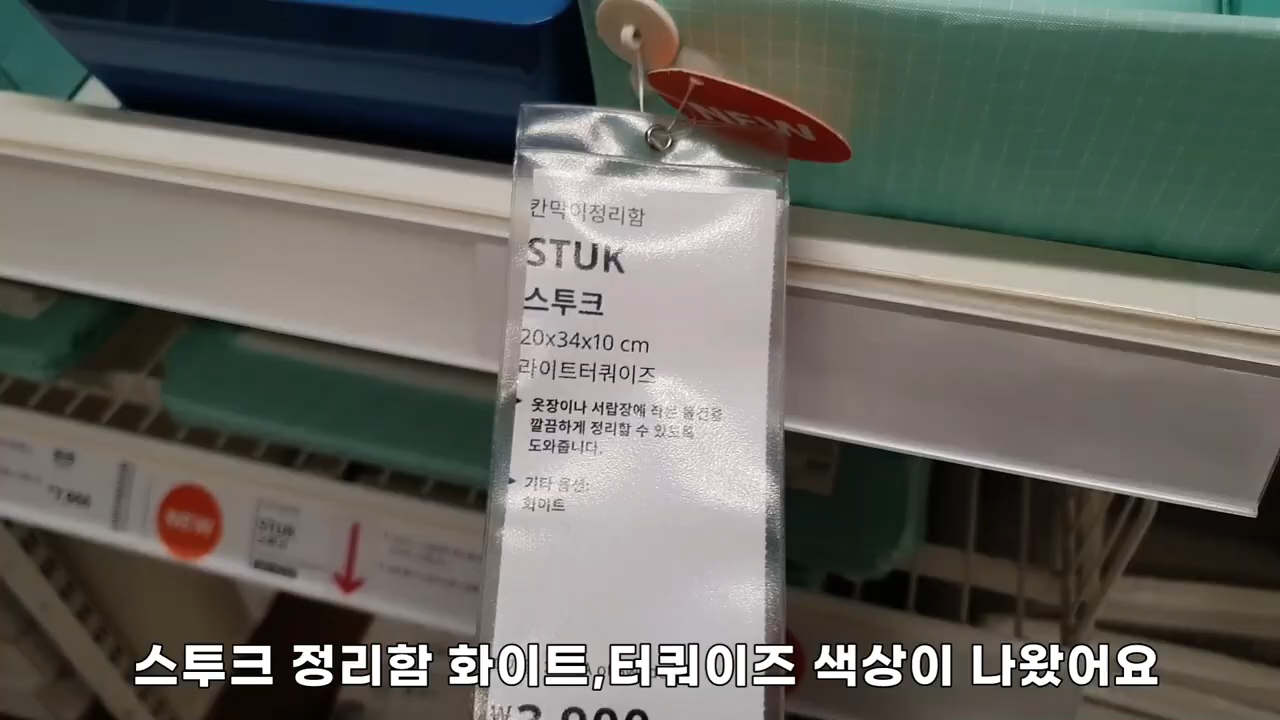 NEW
칸막이정리함
STUK
스투크
20x34x10 cm
라이트터쿼이즈
옷장이나 서랍장에 작은 물건을
깔끔하게 정리할 수 있도록
도와줍니다.
기타 옵션:
화이트
NEW
STUK
스투크 정리함 화이트,터쿼이즈 색상이 나왔어요